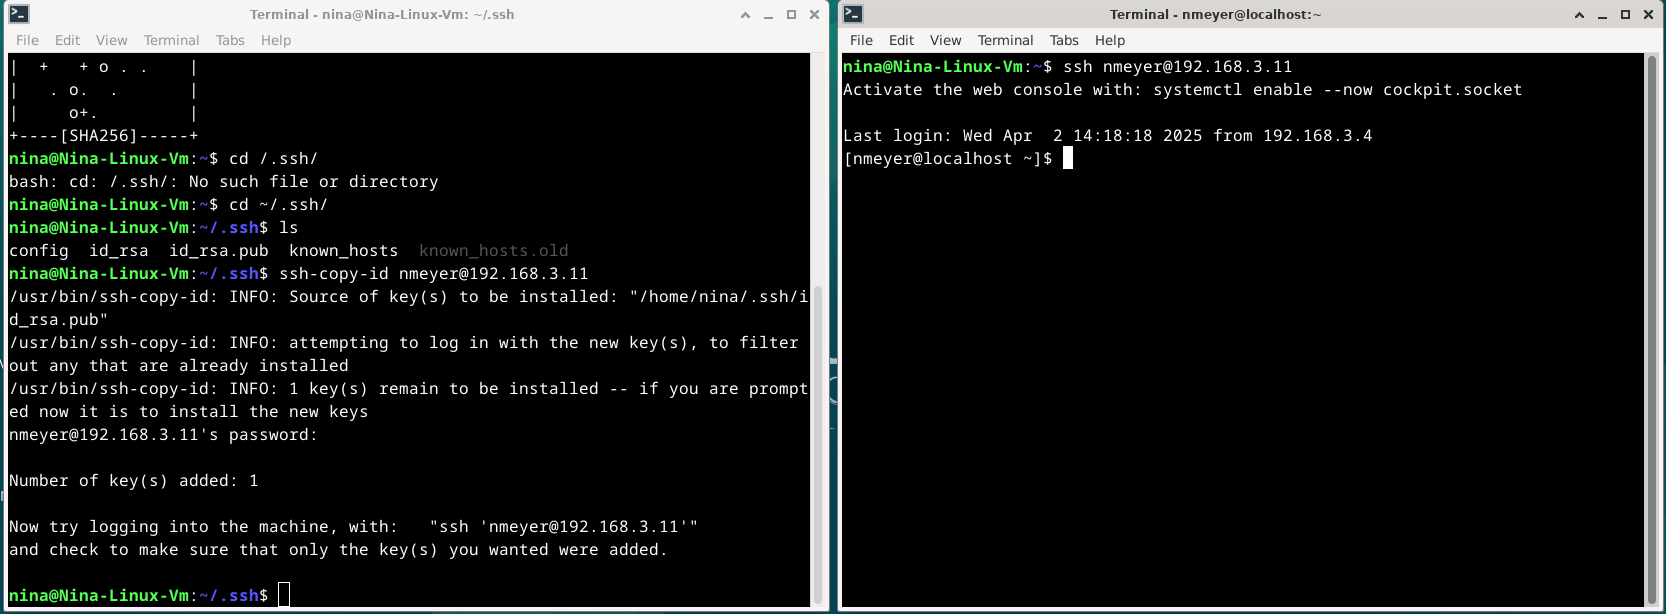 Terminal - nina@Nina-Linux-Vm: ~/.ssh
File Edit View Terminal Tabs Help
|  +   + o . .    |
|   . o.  .       |
|     o+.         |
+----[SHA256]-----+
nina@Nina-Linux-Vm:~$ cd /.ssh/
bash: cd: /.ssh/: No such file or directory
nina@Nina-Linux-Vm:~$ cd ~/.ssh/
nina@Nina-Linux-Vm:~/.ssh$ ls
config  id_rsa  id_rsa.pub  known_hosts  known_hosts.old
nina@Nina-Linux-Vm:~/.ssh$ ssh-copy-id nmeyer@192.168.3.11
/usr/bin/ssh-copy-id: INFO: Source of key(s) to be installed: "/home/nina/.ssh/i
d_rsa.pub"
/usr/bin/ssh-copy-id: INFO: attempting to log in with the new key(s), to filter
out any that are already installed
/usr/bin/ssh-copy-id: INFO: 1 key(s) remain to be installed -- if you are prompt
ed now it is to install the new keys
nmeyer@192.168.3.11's password:
Number of key(s) added: 1
Now try logging into the machine, with:   "ssh 'nmeyer@192.168.3.11'"
and check to make sure that only the key(s) you wanted were added.
nina@Nina-Linux-Vm:~/.ssh$
Terminal - nmeyer@localhost:~
File Edit View Terminal Tabs Help
nina@Nina-Linux-Vm:~$ ssh nmeyer@192.168.3.11
Activate the web console with: systemctl enable --now cockpit.socket
Last login: Wed Apr  2 14:18:18 2025 from 192.168.3.4
[nmeyer@localhost ~]$